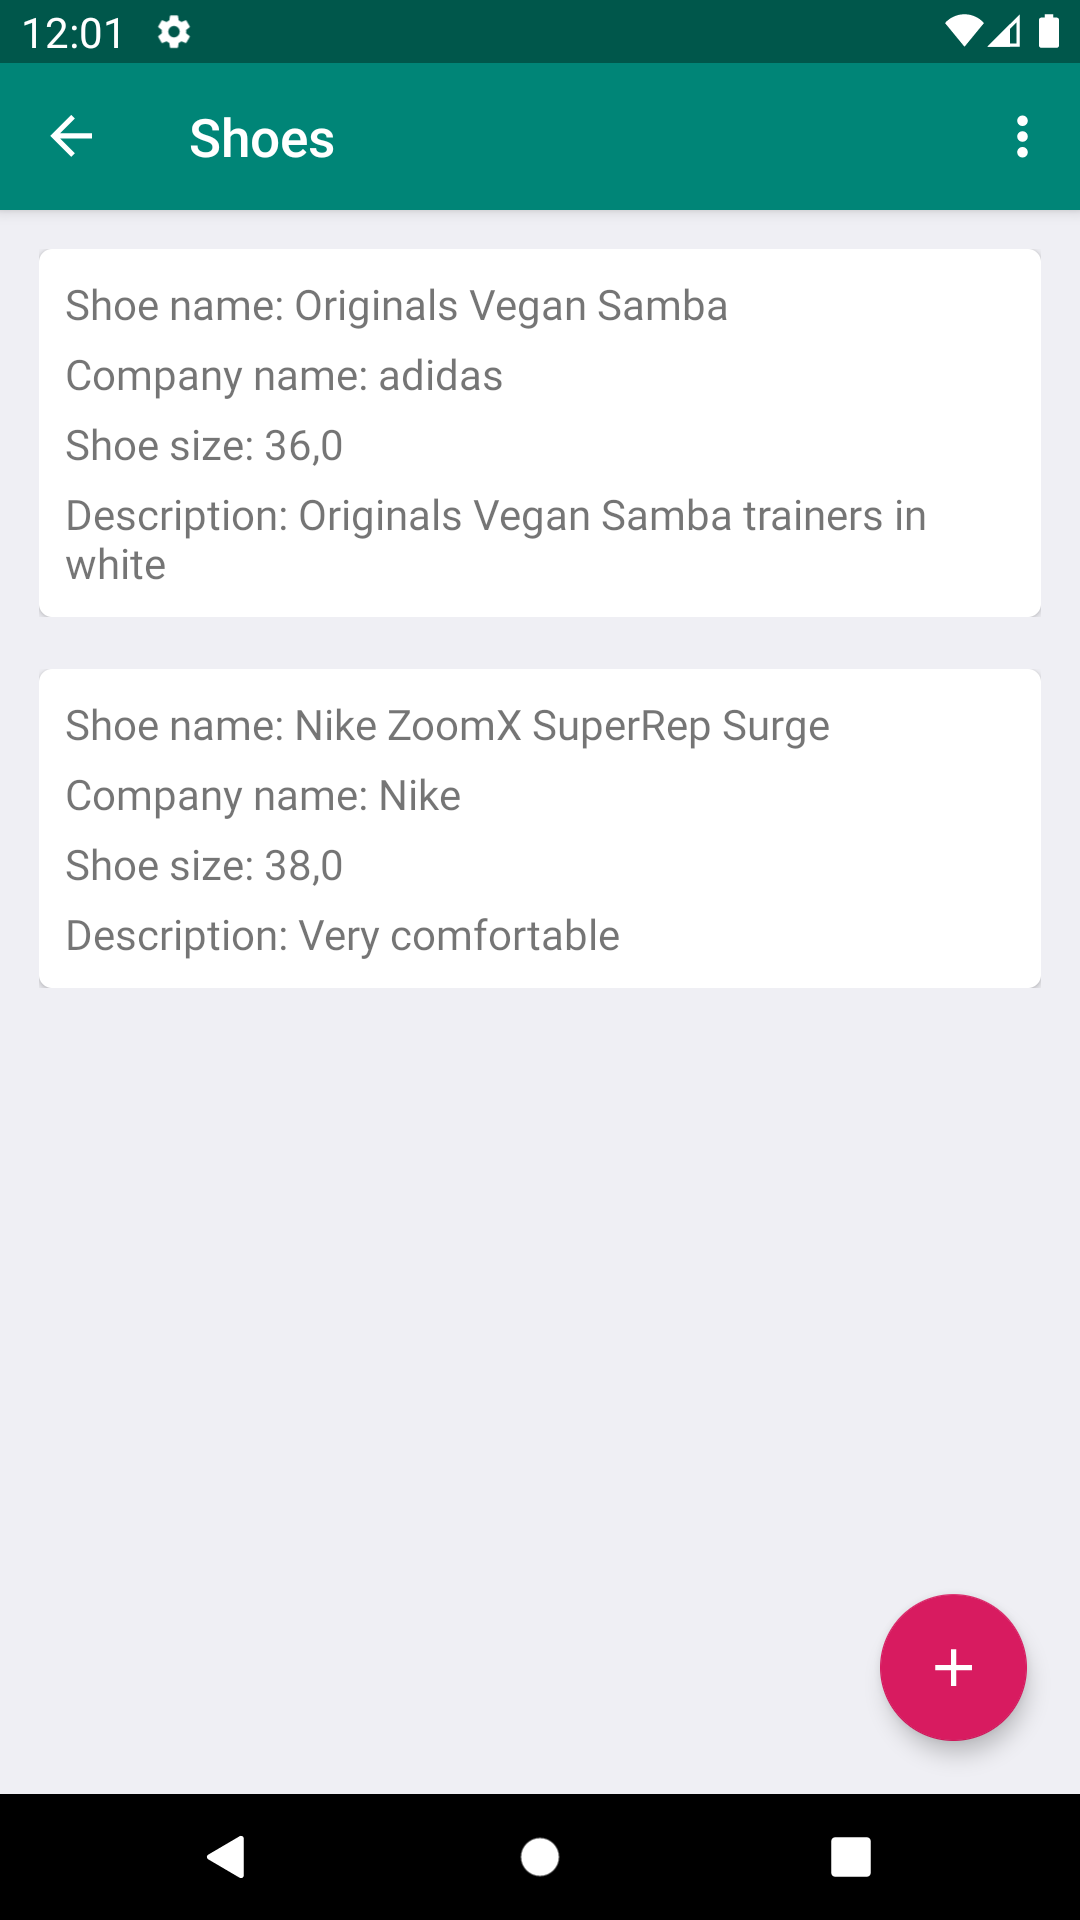 12:01
Shoes
Shoe name: Originals Vegan Samba
Company name: adidas
Shoe size: 36,0
Description: Originals Vegan Samba trainers in
white
Shoe name: Nike ZoomX SuperRep Surge
Company name: Nike
Shoe size: 38,0
Description: Very comfortable